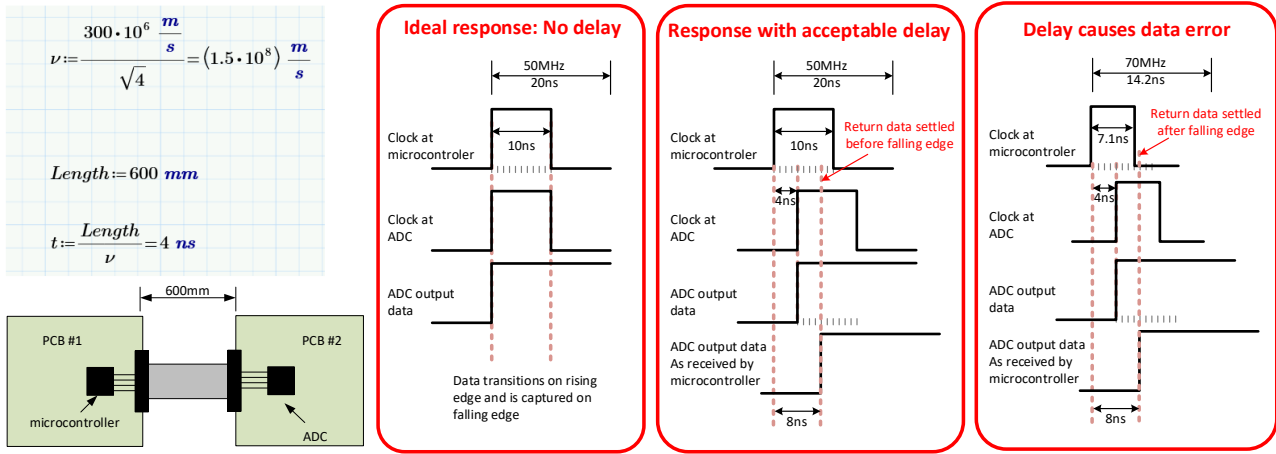 ν:=300·10⁶ m/s / √4 =(1.5·10⁸) m/s
Length:=600 mm
t:=Length/ν=4 ns
600mm
PCB #1
PCB #2
microcontroller
ADC
Ideal response: No delay
50MHz
20ns
Clock at
microcontroler
10ns
Clock at
ADC
ADC output
data
Data transitions on rising
edge and is captured on
falling edge
Response with acceptable delay
50MHz
20ns
Clock at
microcontroler
10ns
Return data settled
before falling edge
4ns
Clock at
ADC
ADC output
data
ADC output data
As received by
microcontroller
8ns
Delay causes data error
70MHz
14.2ns
Clock at
microcontroler
7.1ns
Return data settled
after falling edge
4ns
Clock at
ADC
ADC output
data
ADC output data
As received by
microcontroller
8ns